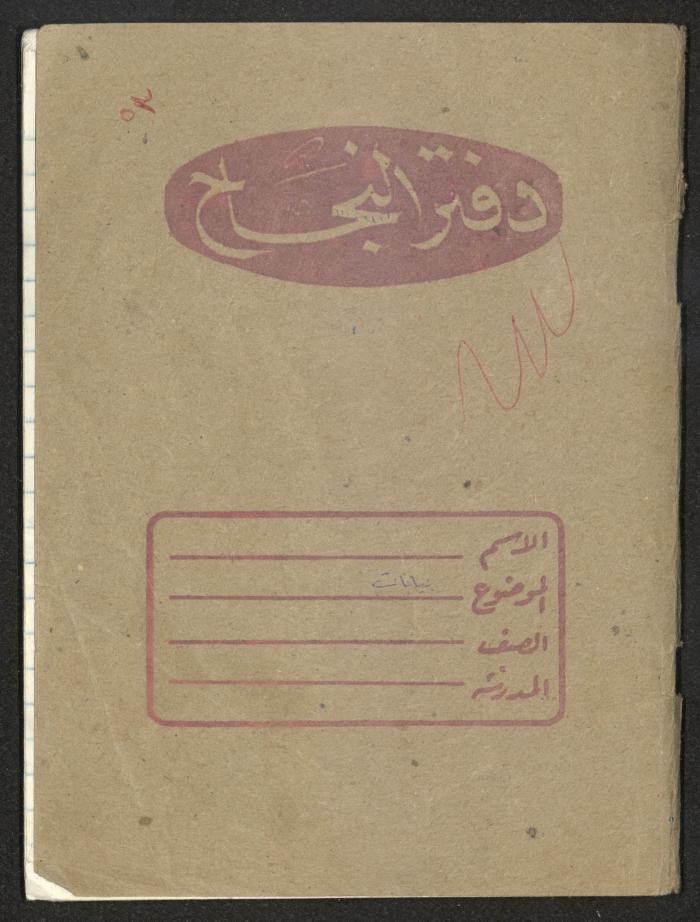 دفتر النجاح
الاسم
الموضوع بيانات
الصف
المدرسة